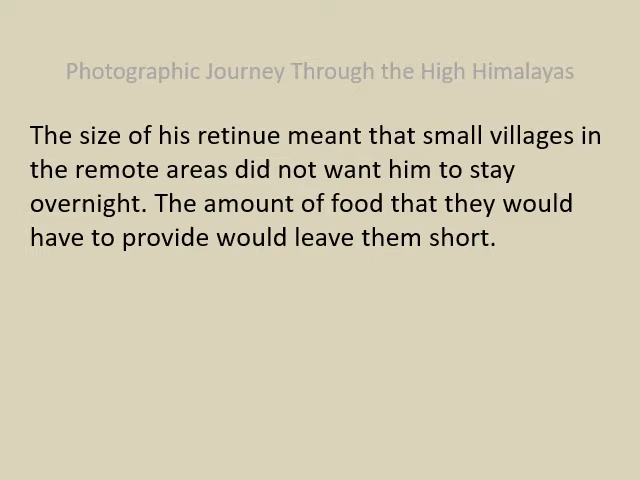 Photographic Journey Through the High Himalayas
The size of his retinue meant that small villages in
the remote areas did not want him to stay
overnight. The amount of food that they would
have to provide would leave them short.